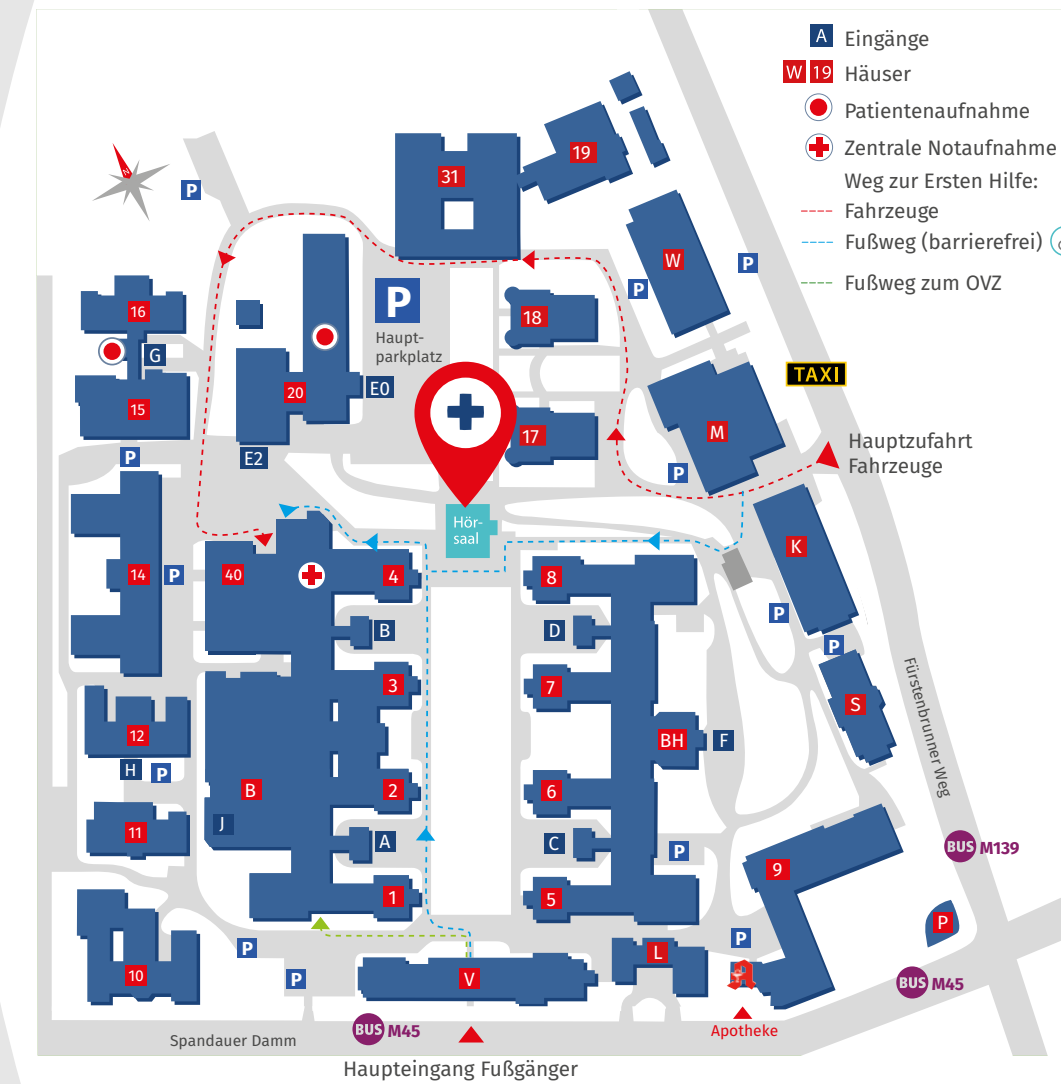 A Eingänge
W 19 Häuser
Patientenaufnahme
Zentrale Notaufnahme
Weg zur Ersten Hilfe:
Fahrzeuge
Fußweg (barrierefrei)
Fußweg zum OVZ
N
P
31
19
W
P
P
16
G
15
P
20
E0
E2
P
Haupt-
parkplatz
18
17
M
P
TAXI
Hauptzufahrt
Fahrzeuge
Hör-
saal
K
P
P
S
Fürstenbrunner Weg
14
P
40
4
B
3
8
D
7
BH
F
12
H
P
B
J
2
A
1
6
C
5
P
11
10
P
P
V
L
P
9
BUS M139
P
BUS M45
Apotheke
Spandauer Damm
BUS M45
Haupteingang Fußgänger